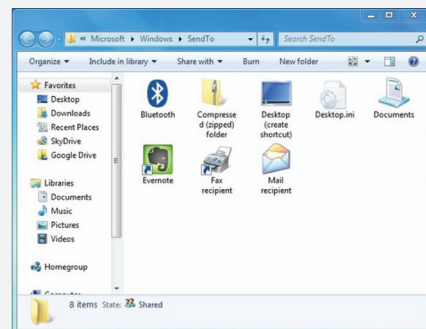 « Microsoft ▸ Windows ▸ SendTo
Search SendTo
Organize ▾ Include in library ▾ Share with ▾ Burn New folder
Favorites
Desktop
Downloads
Recent Places
SkyDrive
Google Drive
Libraries
Documents
Music
Pictures
Videos
Homegroup
Computer
Bluetooth
Compresse
d (zipped)
folder
Desktop
(create
shortcut)
Desktop.ini
Documents
Evernote
Fax
recipient
Mail
recipient
8 items State: Shared